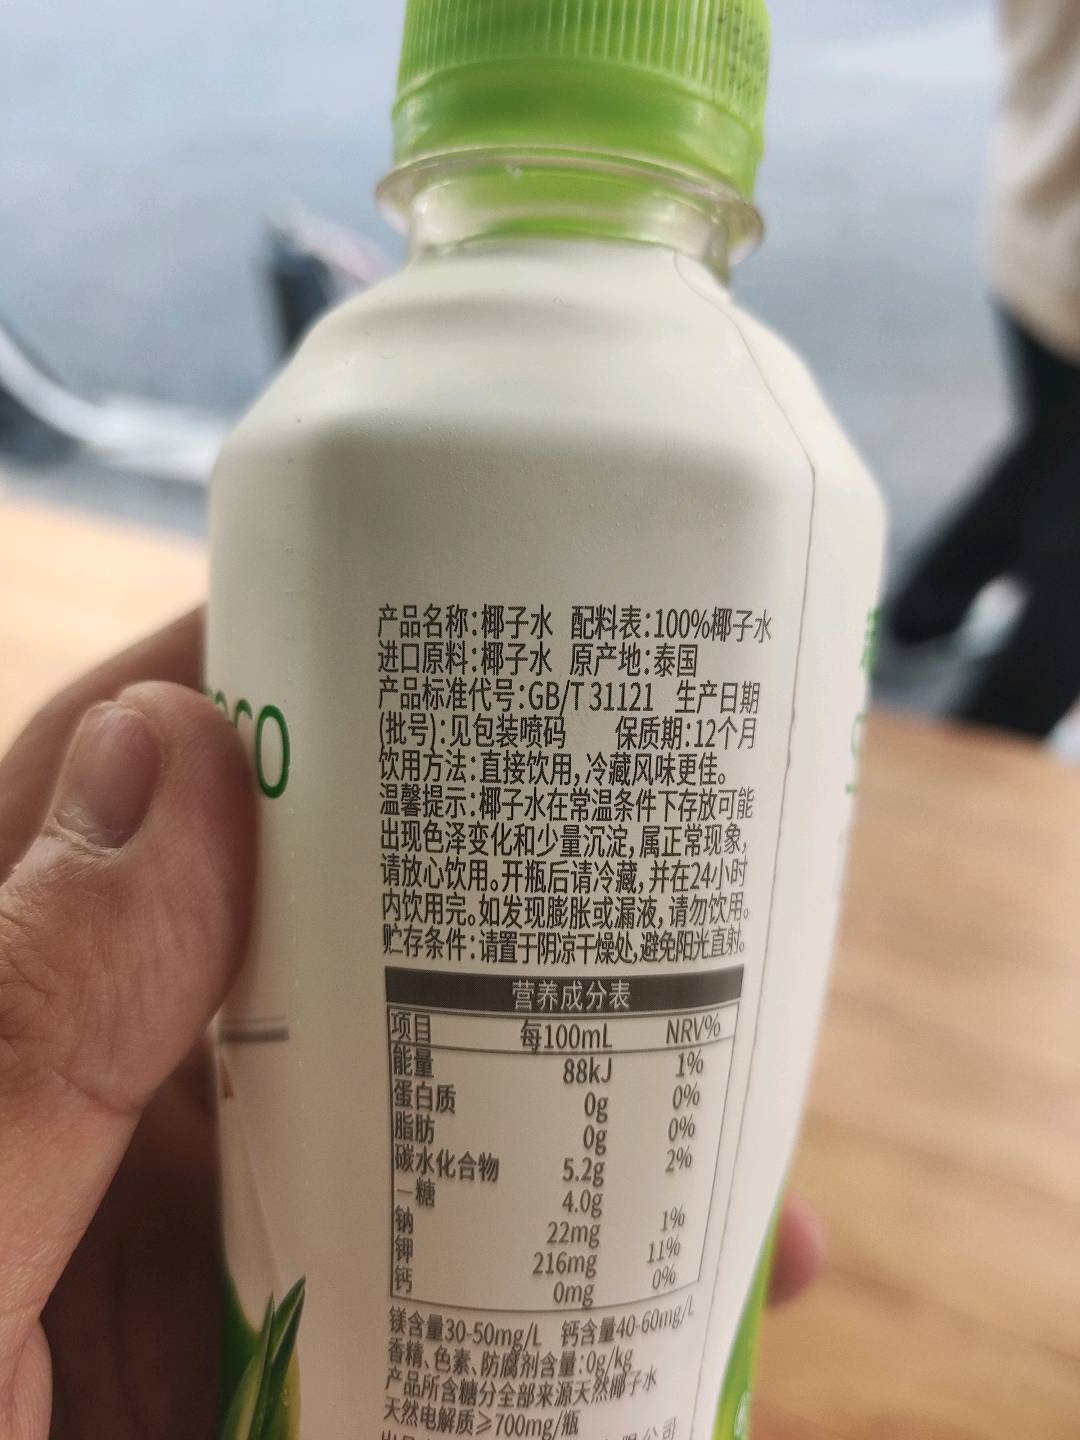 产品名称:椰子水 配料表:100%椰子水
进口原料:椰子水 原产地:泰国
产品标准代号:GB/T 31121 生产日期
(批号):见包装喷码 保质期:12个月
饮用方法:直接饮用,冷藏风味更佳。
温馨提示:椰子水在常温条件下存放可能
出现色泽变化和少量沉淀,属正常现象,
请放心饮用。开瓶后请冷藏,并在24小时
内饮用完。如发现膨胀或漏液,请勿饮用。
贮存条件:请置于阴凉干燥处,避免阳光直射。
营养成分表
项目 每100mL NRV%
能量 88kJ 1%
蛋白质 0g 0%
脂肪 0g 0%
碳水化合物 5.2g 2%
-糖 4.0g
钠 22mg 1%
钾 216mg 11%
钙 0mg 0%
镁含量30-50mg/L 钙含量40-60mg/L
香精、色素、防腐剂含量:0g/kg
产品所含糖分全部来源天然椰子水
天然电解质≥700mg/瓶
co